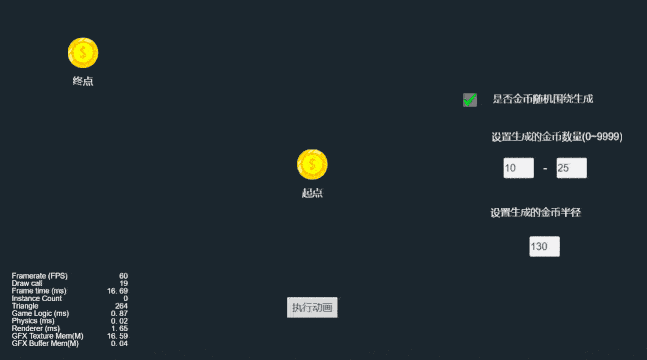 终点
是否金币随机围绕生成
设置生成的金币数量(0~9999)
10 - 25
起点
设置生成的金币半径
130
执行动画
Framerate (FPS) 60
Draw call 19
Frame time (ms) 16. 69
Instance Count 0
Triangle 264
Game Logic (ms) 0. 87
Physics (ms) 0. 02
Renderer (ms) 1. 65
GFX Texture Mem(M) 16. 59
GFX Buffer Mem(M) 0. 04